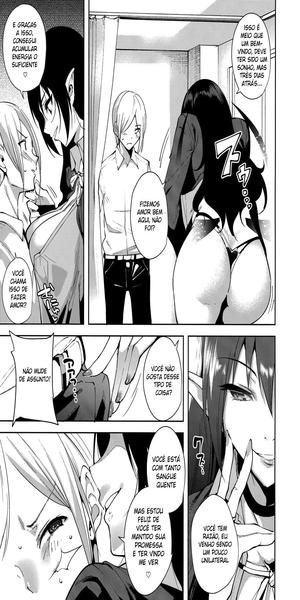 ISSO
É MEIO
QUE UM BEM-
VINDO, DEVE
TER SIDO UM
SONHO, MAS
TRÊS DIAS
ATRÁS...
E GRAÇAS
A ISSO,
CONSEGUI
ACUMULAR
ENERGIA O
SUFICIENTE
♡
FIZEMOS
AMOR BEM
AQUI, NÃO
FOI?
VOCÊ
CHAMA
ISSO DE
FAZER
AMOR?
VOCÊ NÃO
GOSTA DESSE
TIPO DE
COISA?
NÃO MUDE
DE ASSUNTO!
VOCÊ TEM
RAZÃO, EU
VENHO SENDO
UM POUCO
UNILATERAL
VOCÊ ESTÁ
COM TANTO
SANGUE
QUENTE
MAS ESTOU
FELIZ DE
VOCÊ TER
MANTIDO SUA
PROMESSA
E TER VINDO
ME VER
♡